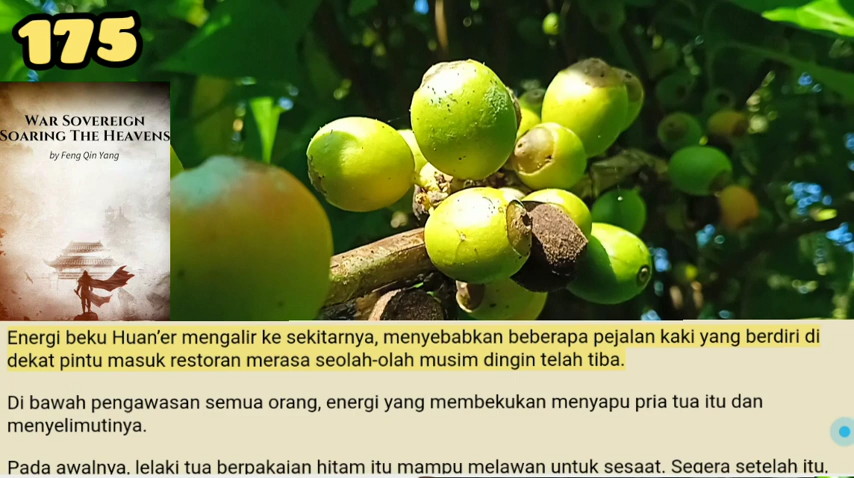 175
WAR SOVEREIGN
SOARING THE HEAVENS
by Feng Qin Yang
Energi beku Huan’er mengalir ke sekitarnya, menyebabkan beberapa pejalan kaki yang berdiri di
dekat pintu masuk restoran merasa seolah-olah musim dingin telah tiba.
Di bawah pengawasan semua orang, energi yang membekukan menyapu pria tua itu dan
menyelimutinya.
Pada awalnya, lelaki tua berpakaian hitam itu mampu melawan untuk sesaat. Segera setelah itu,